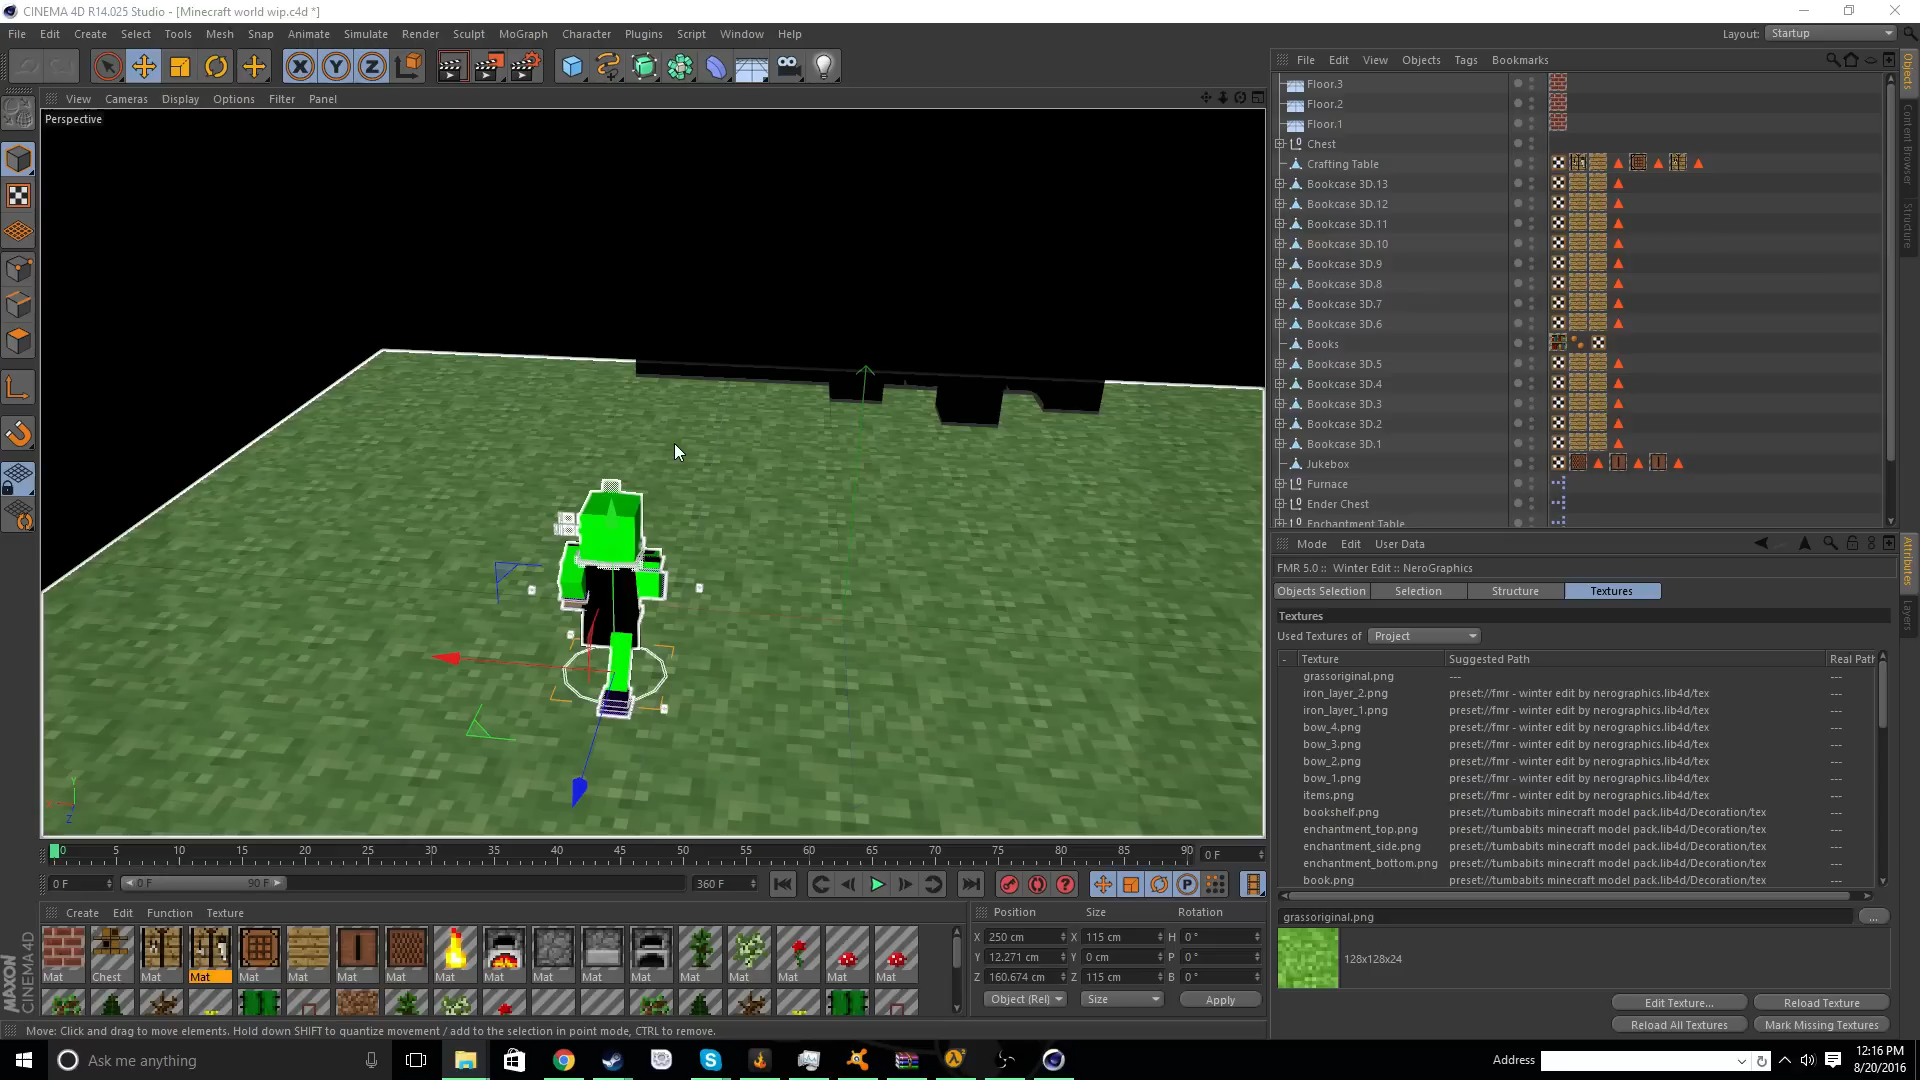 CINEMA 4D R14.025 Studio - [Minecraft world wip.c4d *]
File Edit Create Select Tools Mesh Snap Animate Simulate Render Sculpt MoGraph Character Plugins Script Window Help
Layout: Startup
View Cameras Display Options Filter Panel
Perspective
File Edit View Objects Tags Bookmarks
Floor.3
Floor.2
Floor.1
Chest
Crafting Table
Bookcase 3D.13
Bookcase 3D.12
Bookcase 3D.11
Bookcase 3D.10
Bookcase 3D.9
Bookcase 3D.8
Bookcase 3D.7
Bookcase 3D.6
Books
Bookcase 3D.5
Bookcase 3D.4
Bookcase 3D.3
Bookcase 3D.2
Bookcase 3D.1
Jukebox
Furnace
Ender Chest
Enchantment Table
Objects
Content Browser
Structure
Mode Edit User Data
FMR 5.0 :: Winter Edit :: NeroGraphics
Objects Selection Selection Structure Textures
Textures
Used Textures of Project
- Texture Suggested Path Real Path
grassoriginal.png ---
iron_layer_2.png preset://fmr - winter edit by nerographics.lib4d/tex ---
iron_layer_1.png preset://fmr - winter edit by nerographics.lib4d/tex ---
bow_4.png preset://fmr - winter edit by nerographics.lib4d/tex ---
bow_3.png preset://fmr - winter edit by nerographics.lib4d/tex ---
bow_2.png preset://fmr - winter edit by nerographics.lib4d/tex ---
bow_1.png preset://fmr - winter edit by nerographics.lib4d/tex ---
items.png preset://fmr - winter edit by nerographics.lib4d/tex ---
bookshelf.png preset://tumbabits minecraft model pack.lib4d/Decoration/tex ---
enchantment_top.png preset://tumbabits minecraft model pack.lib4d/Decoration/tex ---
enchantment_side.png preset://tumbabits minecraft model pack.lib4d/Decoration/tex ---
enchantment_bottom.png preset://tumbabits minecraft model pack.lib4d/Decoration/tex ---
book.png preset://tumbabits minecraft model pack.lib4d/Decoration/tex ---
grassoriginal.png ...
128x128x24
Edit Texture... Reload Texture
Reload All Textures Mark Missing Textures
Attributes
Layers
Y
Z
0 5 10 15 20 25 30 35 40 45 50 55 60 65 70 75 80 85 90 0 F
0 F 0 F 90 F 360 F
Create Edit Function Texture
Mat Chest Mat Mat Mat Mat Mat Mat Mat Mat Mat Mat Mat Mat Mat Mat Mat Mat
Position Size Rotation
X 250 cm X 115 cm H 0 °
Y 12.271 cm Y 0 cm P 0 °
Z 160.674 cm Z 115 cm B 0 °
Object (Rel) Size Apply
MAXON CINEMA 4D
Move: Click and drag to move elements. Hold down SHIFT to quantize movement / add to the selection in point mode, CTRL to remove.
Ask me anything
Address
12:16 PM
8/20/2016